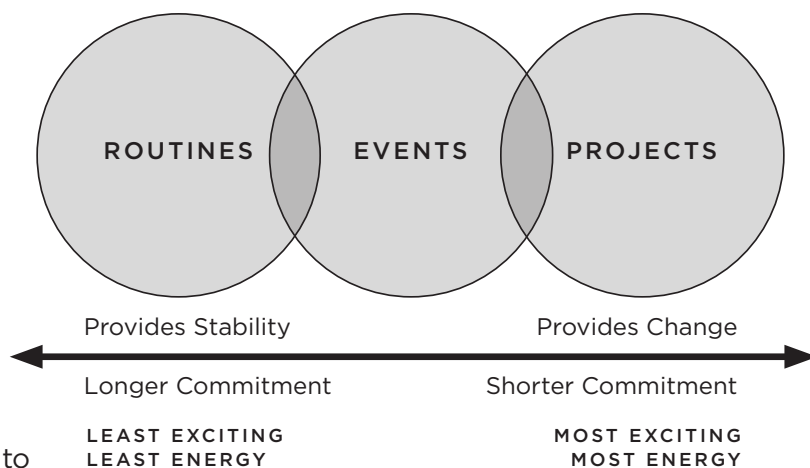 ROUTINES EVENTS PROJECTS
Provides Stability Provides Change
Longer Commitment Shorter Commitment
LEAST EXCITING MOST EXCITING
to LEAST ENERGY MOST ENERGY